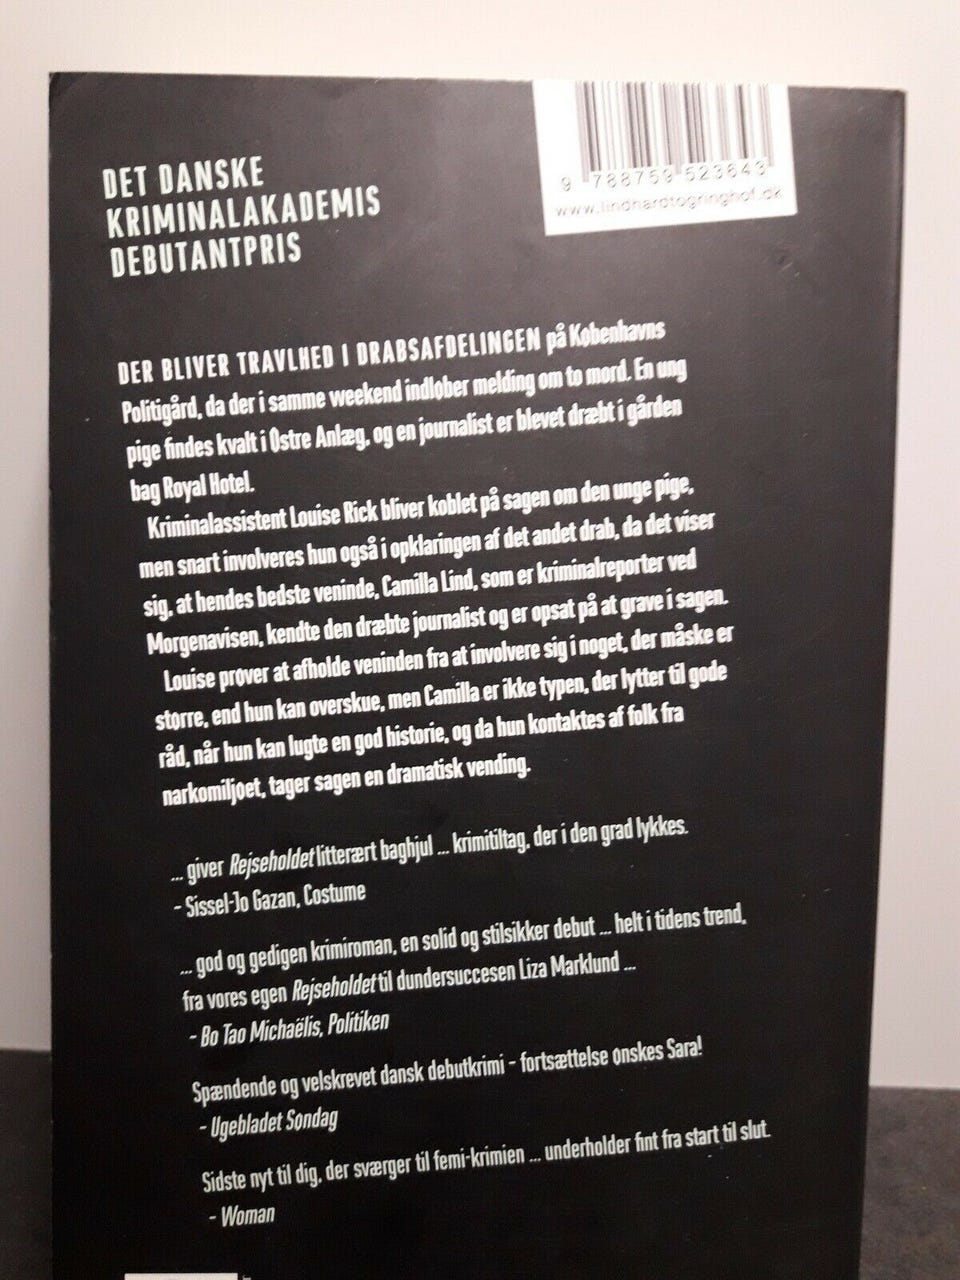 9 788759 523643
www.lindhardtogringhof.dk
DET DANSKE
KRIMINALAKADEMIS
DEBUTANTPRIS
DER BLIVER TRAVLHED I DRABSAFDELINGEN på Københavns
Politigård, da der i samme weekend indløber melding om to mord. En ung
pige findes kvalt i Østre Anlæg, og en journalist er blevet dræbt i gården
bag Royal Hotel.
Kriminalassistent Louise Rick bliver koblet på sagen om den unge pige,
men snart involveres hun også i opklaringen af det andet drab, da det viser
sig, at hendes bedste veninde, Camilla Lind, som er kriminalreporter ved
Morgenavisen, kendte den dræbte journalist og er opsat på at grave i sagen.
Louise prøver at afholde veninden fra at involvere sig i noget, der måske er
større, end hun kan overskue, men Camilla er ikke typen, der lytter til gode
råd, når hun kan lugte en god historie, og da hun kontaktes af folk fra
narkomiljøet, tager sagen en dramatisk vending.
... giver Rejseholdet litterært baghjul ... krimitiltag, der i den grad lykkes.
- Sissel-Jo Gazan, Costume
... god og gedigen krimiroman, en solid og stilsikker debut ... helt i tidens trend,
fra vores egen Rejseholdet til dundersuccesen Liza Marklund ...
- Bo Tao Michaëlis, Politiken
Spændende og velskrevet dansk debutkrimi - fortsættelse ønskes Sara!
- Ugebladet Søndag
Sidste nyt til dig, der sværger til femi-krimien ... underholder fint fra start til slut.
- Woman